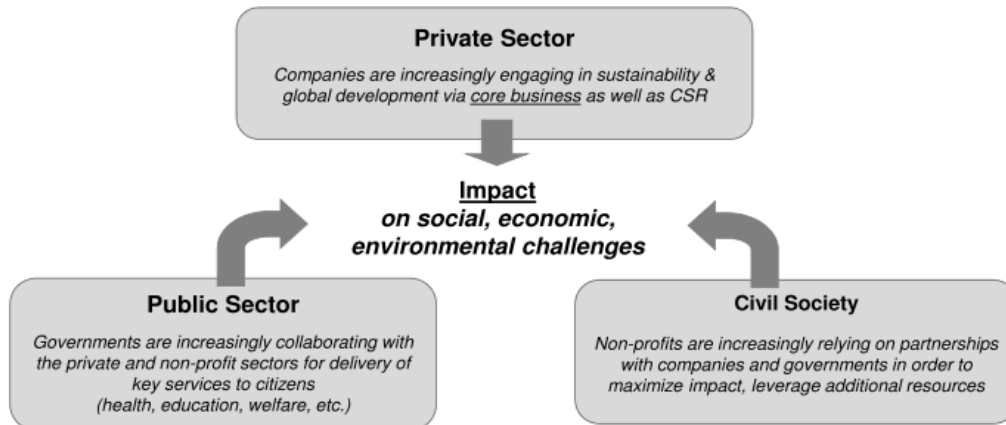 Private Sector
Companies are increasingly engaging in sustainability &
global development via core business as well as CSR
Impact
on social, economic,
environmental challenges
Public Sector
Governments are increasingly collaborating with
the private and non-profit sectors for delivery of
key services to citizens
(health, education, welfare, etc.)
Civil Society
Non-profits are increasingly relying on partnerships
with companies and governments in order to
maximize impact, leverage additional resources